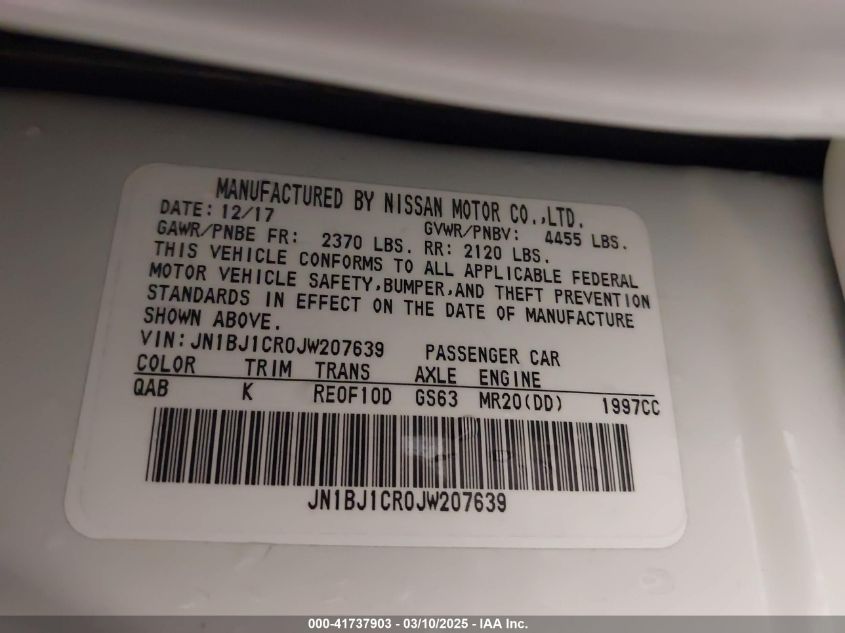 MANUFACTURED BY NISSAN MOTOR CO.,LTD.
DATE: 12/17 GVWR/PNBV: 4455 LBS.
GAWR/PNBE FR: 2370 LBS. RR: 2120 LBS.
THIS VEHICLE CONFORMS TO ALL APPLICABLE FEDERAL
MOTOR VEHICLE SAFETY,BUMPER,AND THEFT PREVENTION
STANDARDS IN EFFECT ON THE DATE OF MANUFACTURE
SHOWN ABOVE.
VIN: JN1BJ1CR0JW207639 PASSENGER CAR
COLOR TRIM TRANS AXLE ENGINE
QAB K RE0F10D GS63 MR20(DD) 1997CC
JN1BJ1CR0JW207639
000-41737903 - 03/10/2025 - IAA Inc.